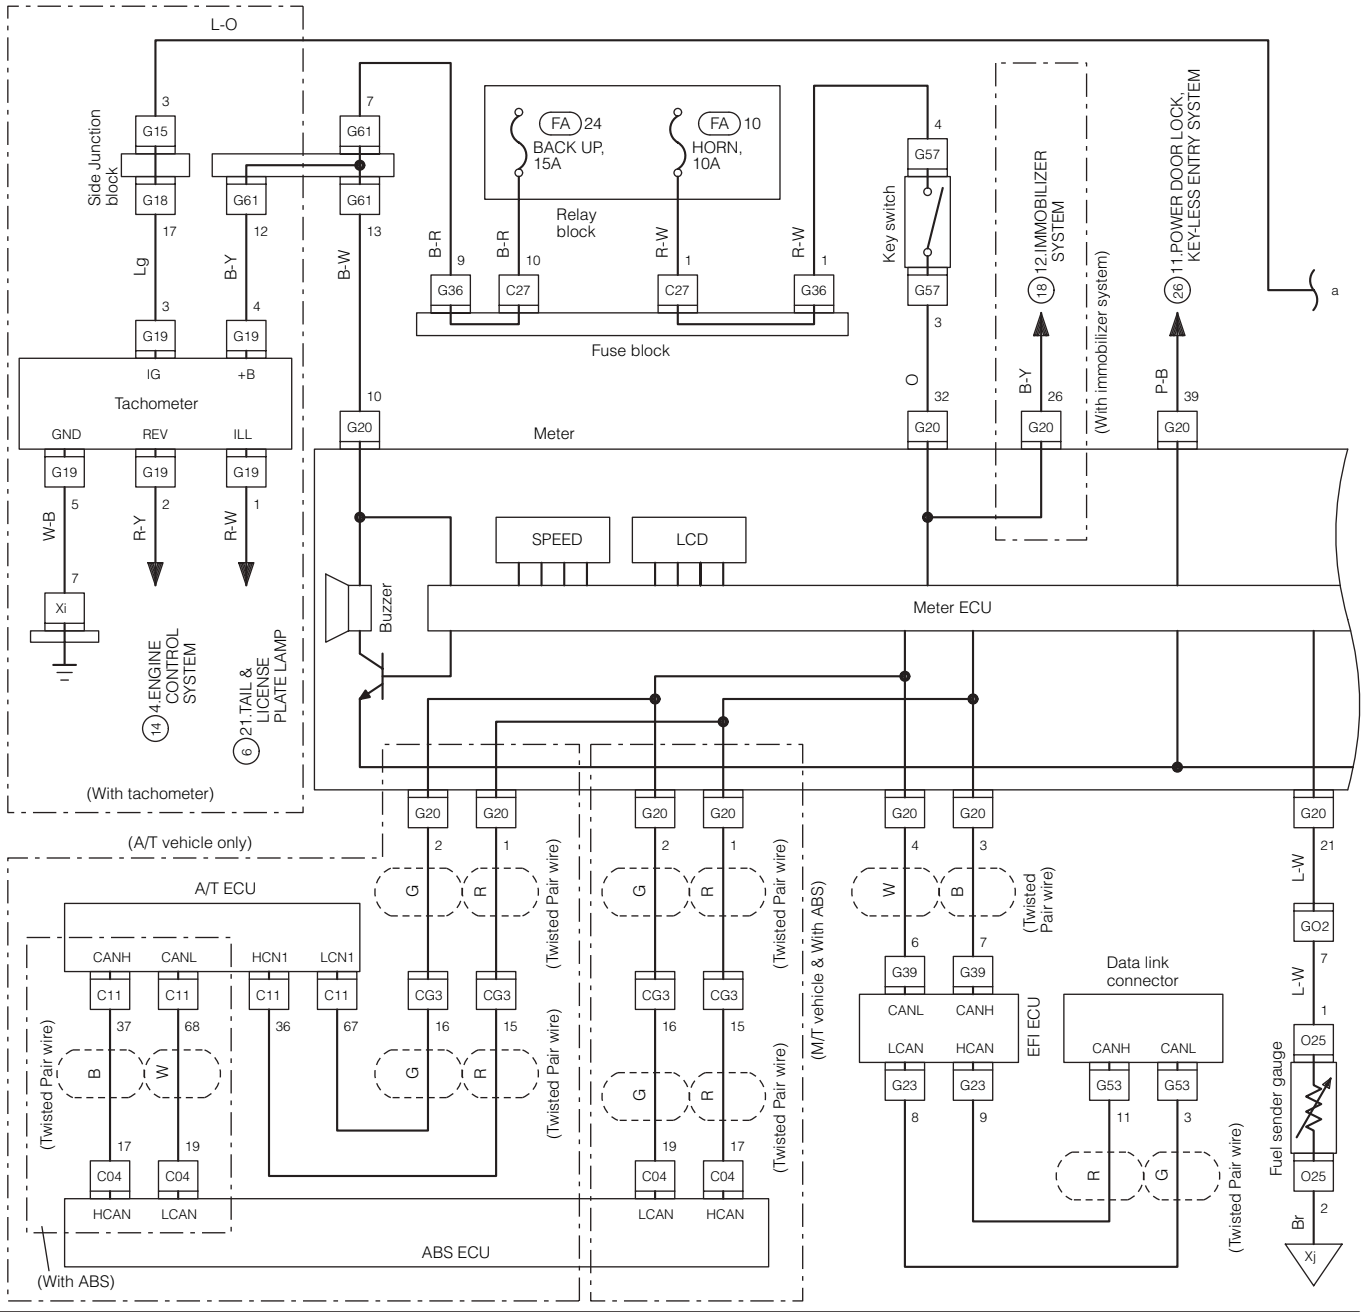 L-O
3
7
G15
G61
Side Junction
block
G18
G61
G61
17
12
13
Lg
B-Y
B-W
3
4
G19
G19
IG
+B
Tachometer
GND
REV
ILL
G19
G19
G19
5
2
1
W-B
R-Y
R-W
7
Xi
14
4.ENGINE
CONTROL
SYSTEM
6
21.TAIL &
LICENSE
PLATE LAMP
(With tachometer)
FA
24
BACK UP,
15A
FA
10
HORN,
10A
Relay
block
B-R
B-R
R-W
R-W
9
10
1
1
G36
C27
C27
G36
Fuse block
4
G57
Key switch
G57
3
O
32
G20
18
12.IMMOBILIZER
SYSTEM
B-Y
26
G20
(With immobilizer system)
26
11.POWER DOOR LOCK,
KEY-LESS ENTRY SYSTEM
P-B
39
G20
a
10
G20
Meter
SPEED
LCD
Meter ECU
Buzzer
(A/T vehicle only)
G20
G20
G20
G20
G20
G20
G20
2
1
2
1
4
3
21
G
R
(Twisted Pair wire)
G
R
(Twisted Pair wire)
(M/T vehicle & With ABS)
W
B
(Twisted
Pair wire)
L-W
GO2
7
L-W
1
O25
Fuel sender gauge
O25
2
Br
Xj
A/T ECU
CANH
CANL
HCN1
LCN1
C11
C11
C11
C11
CG3
CG3
CG3
CG3
37
68
36
67
16
15
16
15
(Twisted Pair wire)
B
W
G
R
(Twisted Pair wire)
G
R
(Twisted Pair wire)
17
19
19
17
C04
C04
C04
C04
HCAN
LCAN
LCAN
HCAN
ABS ECU
(With ABS)
6
7
G39
G39
CANL
CANH
LCAN
HCAN
EFI ECU
G23
G23
8
9
Data link
connector
CANH
CANL
G53
G53
11
3
R
G
(Twisted Pair wire)